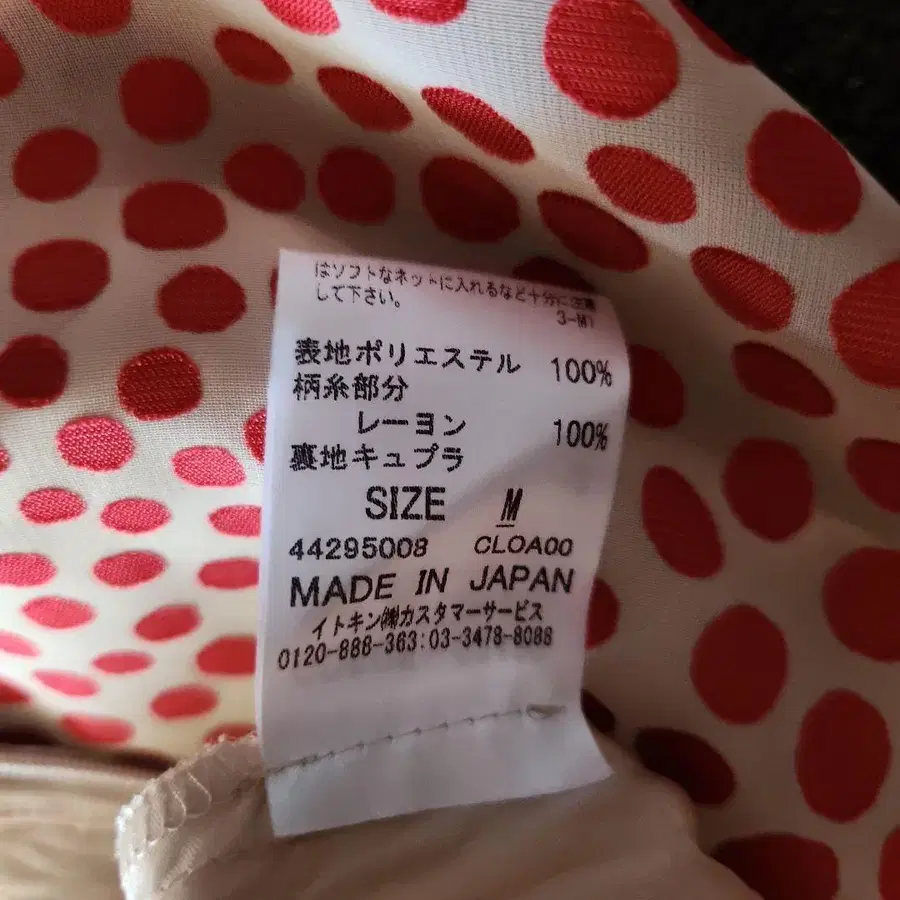 はソフトなネットに入れるなど十分に注意
して下さい。
3-M1
表地ポリエステル 100%
柄糸部分
レーヨン 100%
裏地キュプラ
SIZE M
44295008 CLOA00
MADE IN JAPAN
イトキン㈱カスタマーサービス
0120-888-363:03-3478-8088